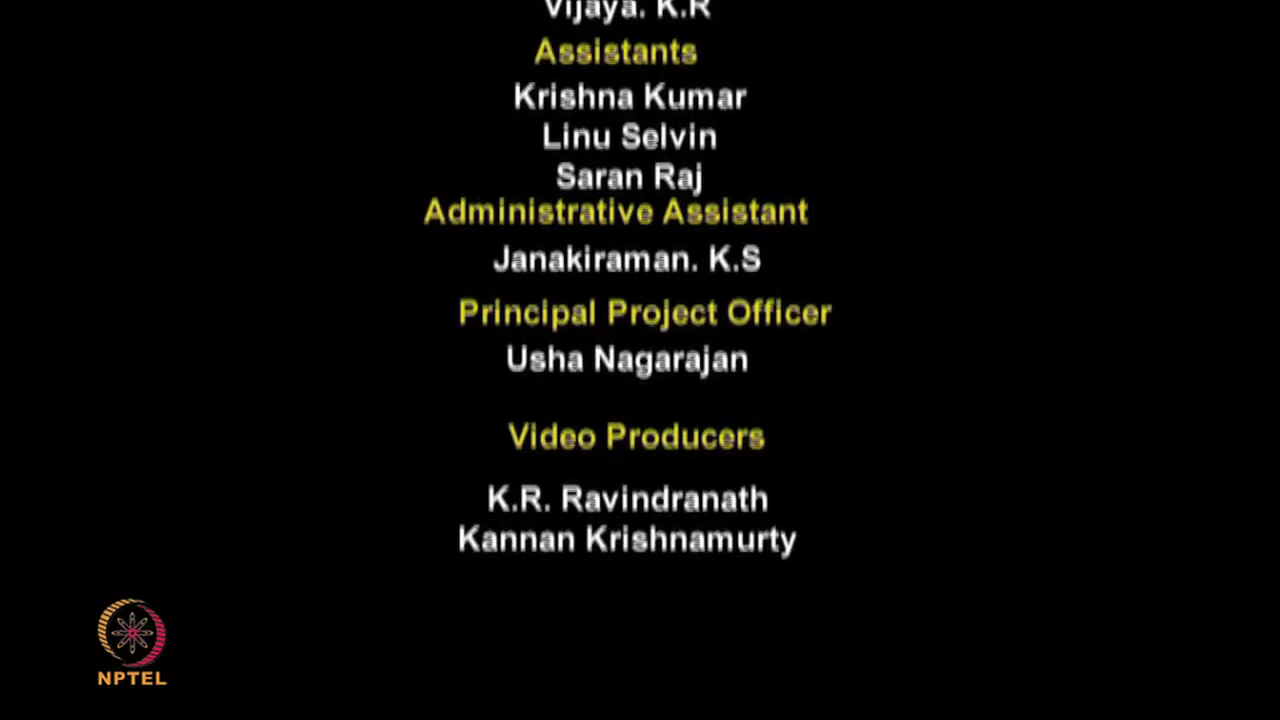 Vijaya. K.R
Assistants
Krishna Kumar
Linu Selvin
Saran Raj
Administrative Assistant
Janakiraman. K.S
Principal Project Officer
Usha Nagarajan
Video Producers
K.R. Ravindranath
Kannan Krishnamurty
NPTEL